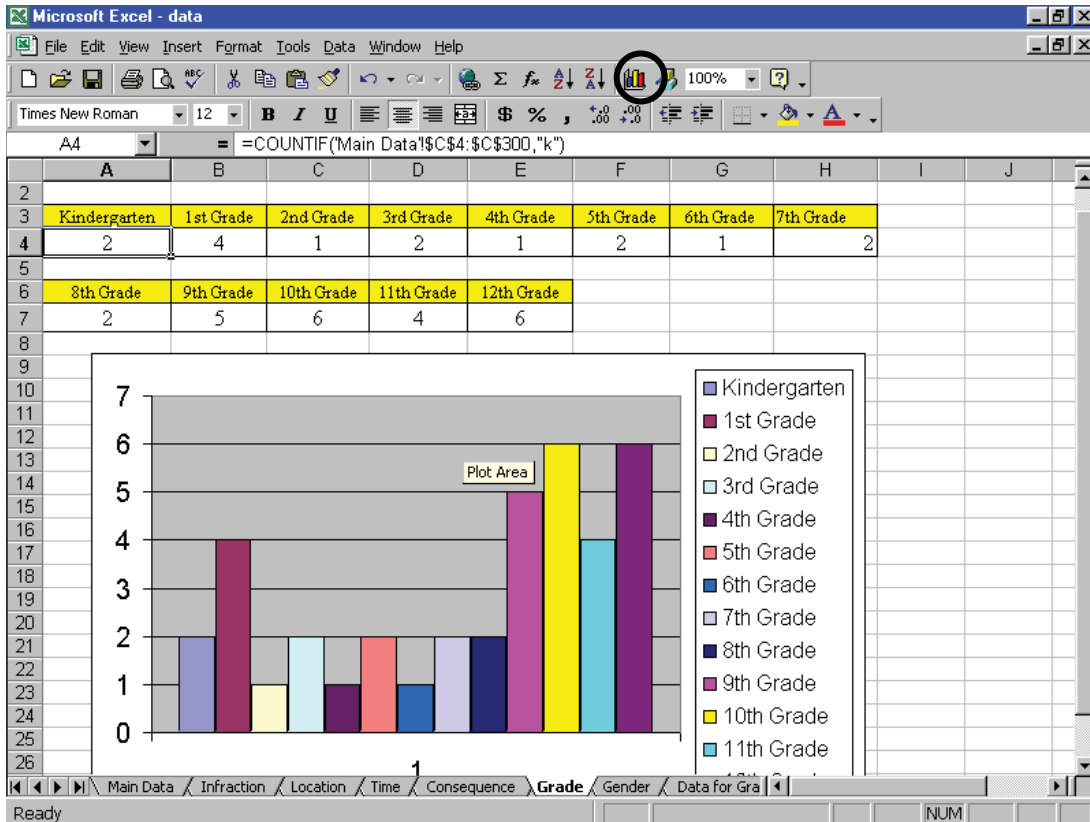 Microsoft Excel - data
File Edit View Insert Format Tools Data Window Help
ABC Σ fx A Z Z A 100% ?
Times New Roman 12 B I U $ % , .0 .00 .00 .0 A
A4 = =COUNTIF('Main Data'!$C$4:$C$300,"k")
A B C D E F G H I J
2
3 Kindergarten 1st Grade 2nd Grade 3rd Grade 4th Grade 5th Grade 6th Grade 7th Grade
4 2 4 1 2 1 2 1 2
5
6 8th Grade 9th Grade 10th Grade 11th Grade 12th Grade
7 2 5 6 4 6
8
9
10
11
12
13
14
15
16
17
18
19
20
21
22
23
24
25
26
7
6
5
4
3
2
1
0
1
Plot Area
Kindergarten
1st Grade
2nd Grade
3rd Grade
4th Grade
5th Grade
6th Grade
7th Grade
8th Grade
9th Grade
10th Grade
11th Grade
Main Data Infraction Location Time Consequence Grade Gender Data for Gra
Ready NUM